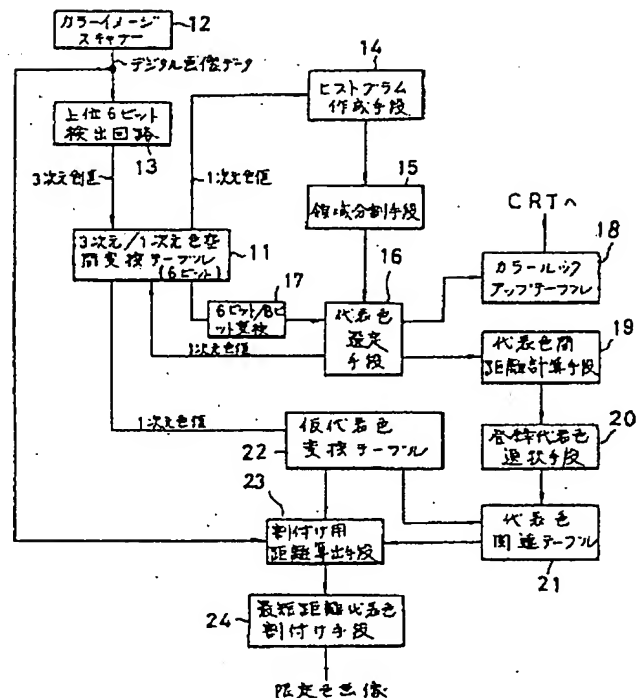 カラーイメージ
スキャナー
12
デジタル画像データ
上位6ビット
検出回路
13
3次元色値
1次元色値
14
ヒストグラム
作成手段
15
領域分割手段
3次元/1次元色空
間変換テーブル
(6ビット)
11
17
6ビット/8ビ
ット変換
1次元色値
16
代表色
設定
手段
CRTへ
18
カラールック
アップテーブル
19
代表色間
距離計算手段
20
代表色
選択手段
1次元色値
22
仮代表色
変換テーブル
23
割付け用
距離算出手段
代表色
関連テーブル
21
24
最短距離代表色
割付け手段
限定色画像